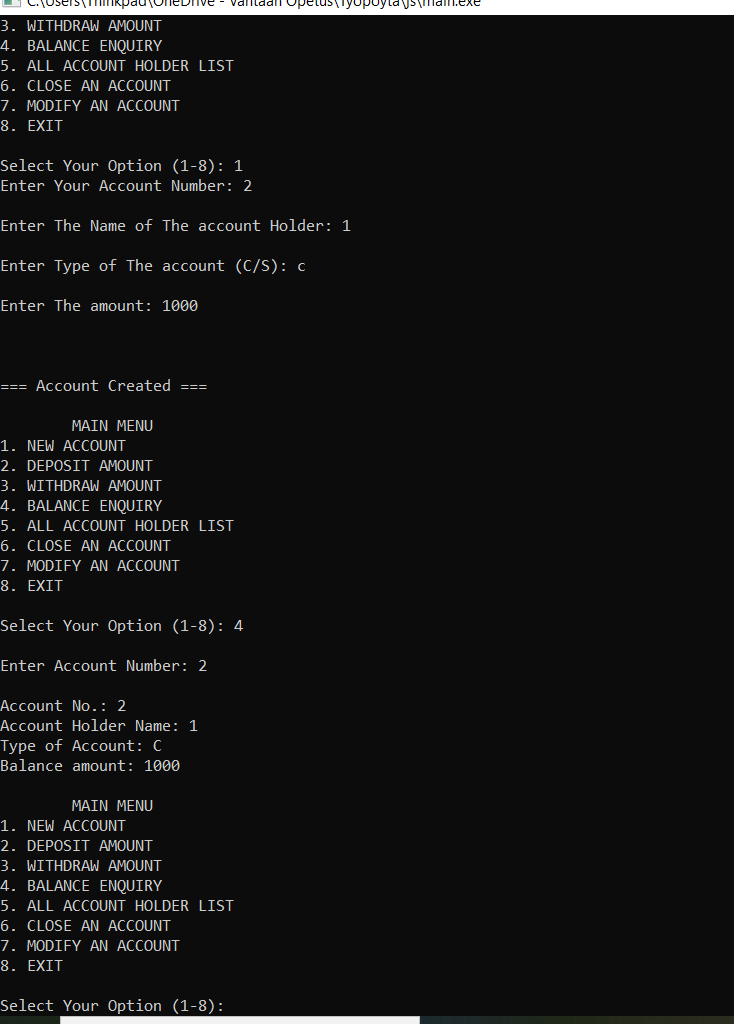 C:\Users\Thinkpad\OneDrive - Vantaan Opetus\Työpöytä\js\main.exe
3. WITHDRAW AMOUNT
4. BALANCE ENQUIRY
5. ALL ACCOUNT HOLDER LIST
6. CLOSE AN ACCOUNT
7. MODIFY AN ACCOUNT
8. EXIT
Select Your Option (1-8): 1
Enter Your Account Number: 2
Enter The Name of The account Holder: 1
Enter Type of The account (C/S): c
Enter The amount: 1000
=== Account Created ===
MAIN MENU
1. NEW ACCOUNT
2. DEPOSIT AMOUNT
3. WITHDRAW AMOUNT
4. BALANCE ENQUIRY
5. ALL ACCOUNT HOLDER LIST
6. CLOSE AN ACCOUNT
7. MODIFY AN ACCOUNT
8. EXIT
Select Your Option (1-8): 4
Enter Account Number: 2
Account No.: 2
Account Holder Name: 1
Type of Account: C
Balance amount: 1000
MAIN MENU
1. NEW ACCOUNT
2. DEPOSIT AMOUNT
3. WITHDRAW AMOUNT
4. BALANCE ENQUIRY
5. ALL ACCOUNT HOLDER LIST
6. CLOSE AN ACCOUNT
7. MODIFY AN ACCOUNT
8. EXIT
Select Your Option (1-8):